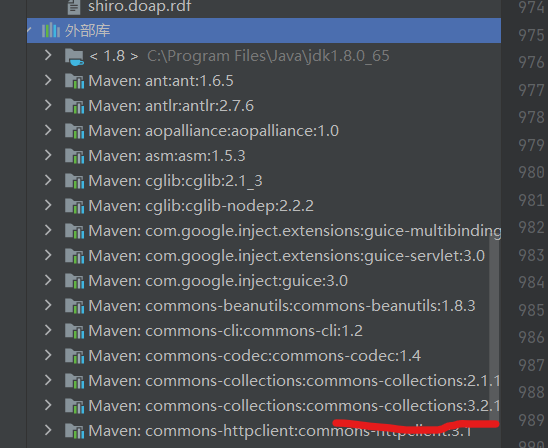 shiro.doap.rdf
外部库
< 1.8 > C:\Program Files\Java\jdk1.8.0_65
Maven: ant:ant:1.6.5
Maven: antlr:antlr:2.7.6
Maven: aopalliance:aopalliance:1.0
Maven: asm:asm:1.5.3
Maven: cglib:cglib:2.1_3
Maven: cglib:cglib-nodep:2.2.2
Maven: com.google.inject.extensions:guice-multibinding
Maven: com.google.inject.extensions:guice-servlet:3.0
Maven: com.google.inject:guice:3.0
Maven: commons-beanutils:commons-beanutils:1.8.3
Maven: commons-cli:commons-cli:1.2
Maven: commons-codec:commons-codec:1.4
Maven: commons-collections:commons-collections:2.1.1
Maven: commons-collections:commons-collections:3.2.1
Maven: commons-httpclient:commons-httpclient:3.1
974
975
976
977
978
979
980
981
982
983
984
985
986
987
988
989
990